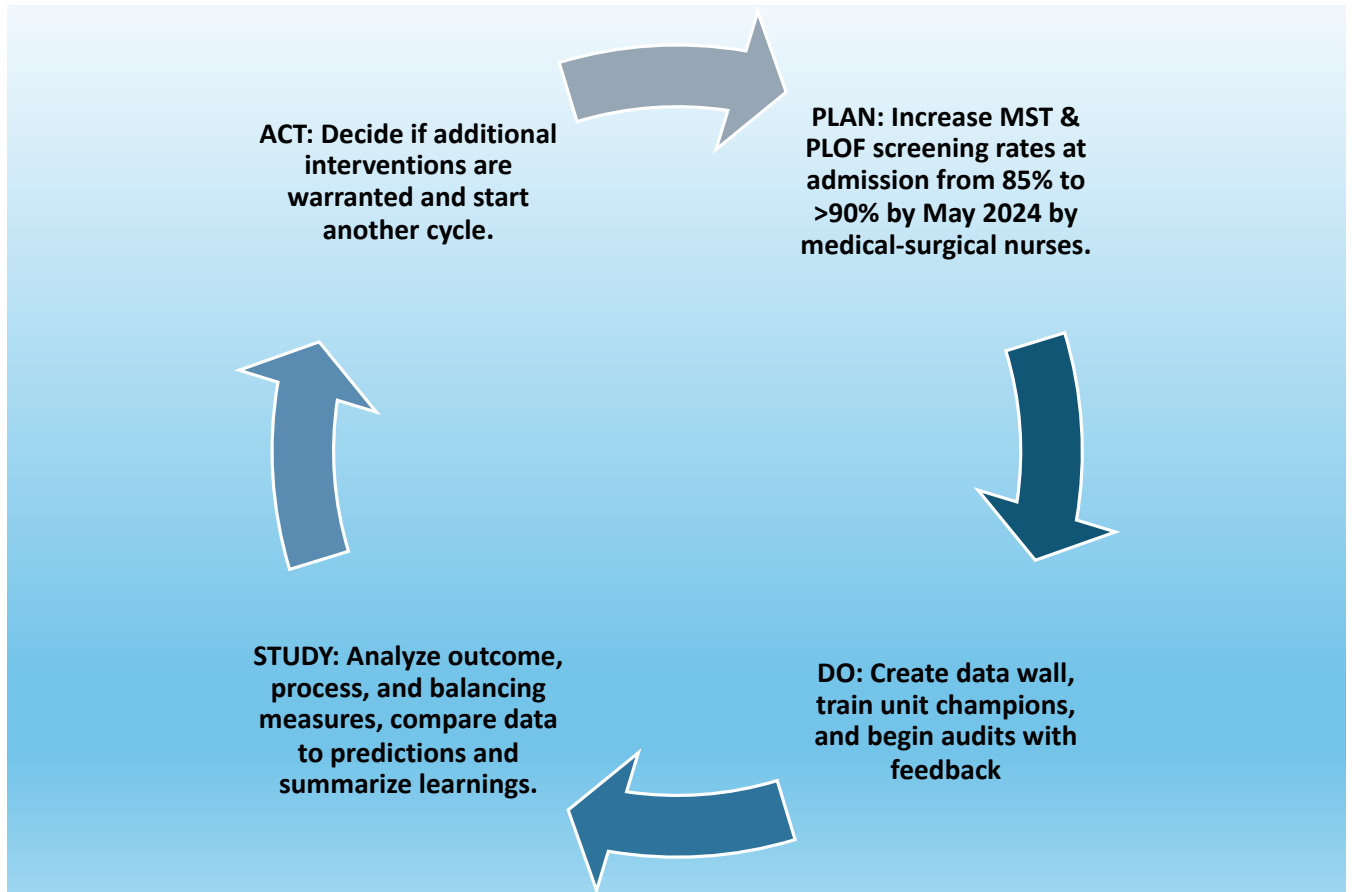 ACT: Decide if additional
interventions are
warranted and start
another cycle.
PLAN: Increase MST &
PLOF screening rates at
admission from 85% to
>90% by May 2024 by
medical-surgical nurses.
STUDY: Analyze outcome,
process, and balancing
measures, compare data
to predictions and
summarize learnings.
DO: Create data wall,
train unit champions,
and begin audits with
feedback